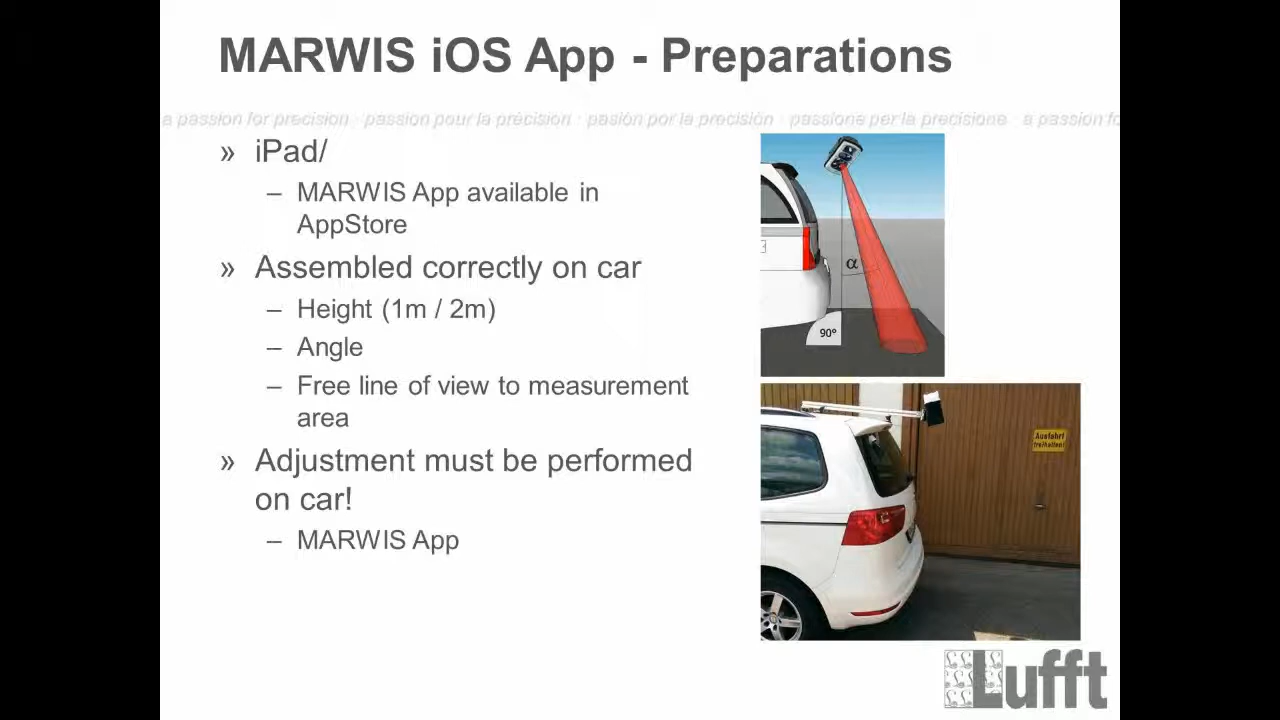 MARWIS iOS App - Preparations
a passion for precision · passion pour la précision · pasión por la precisión · passione per la precisione · a passion fo
» iPad/
– MARWIS App available in
AppStore
» Assembled correctly on car
– Height (1m / 2m)
– Angle
– Free line of view to measurement
area
» Adjustment must be performed
on car!
– MARWIS App
α
90°
Ausfahrt
freihalten!
Lufft